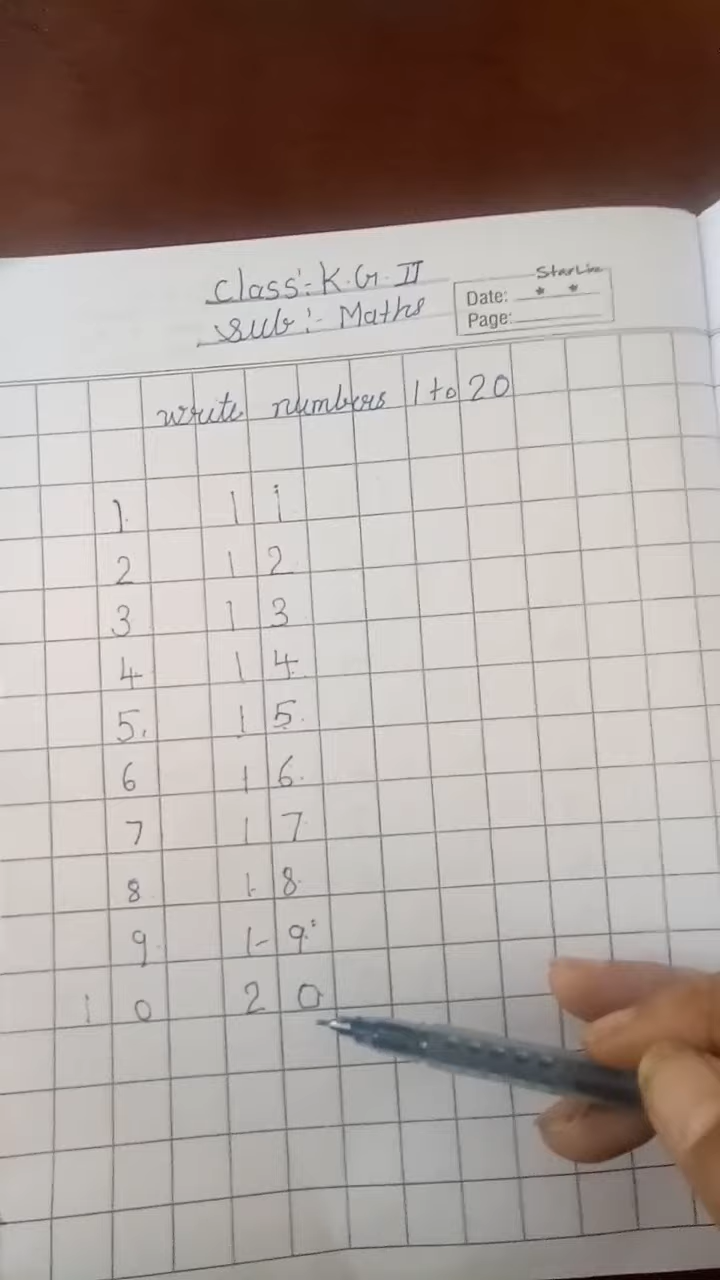 Class:- K.G. II
Sub:- Maths
StarLine
Date:
Page:
write numbers 1 to 20
1. 11
2 12
3 13
4 14
5. 15.
6 16.
7 17
8 18
9 19
10 20